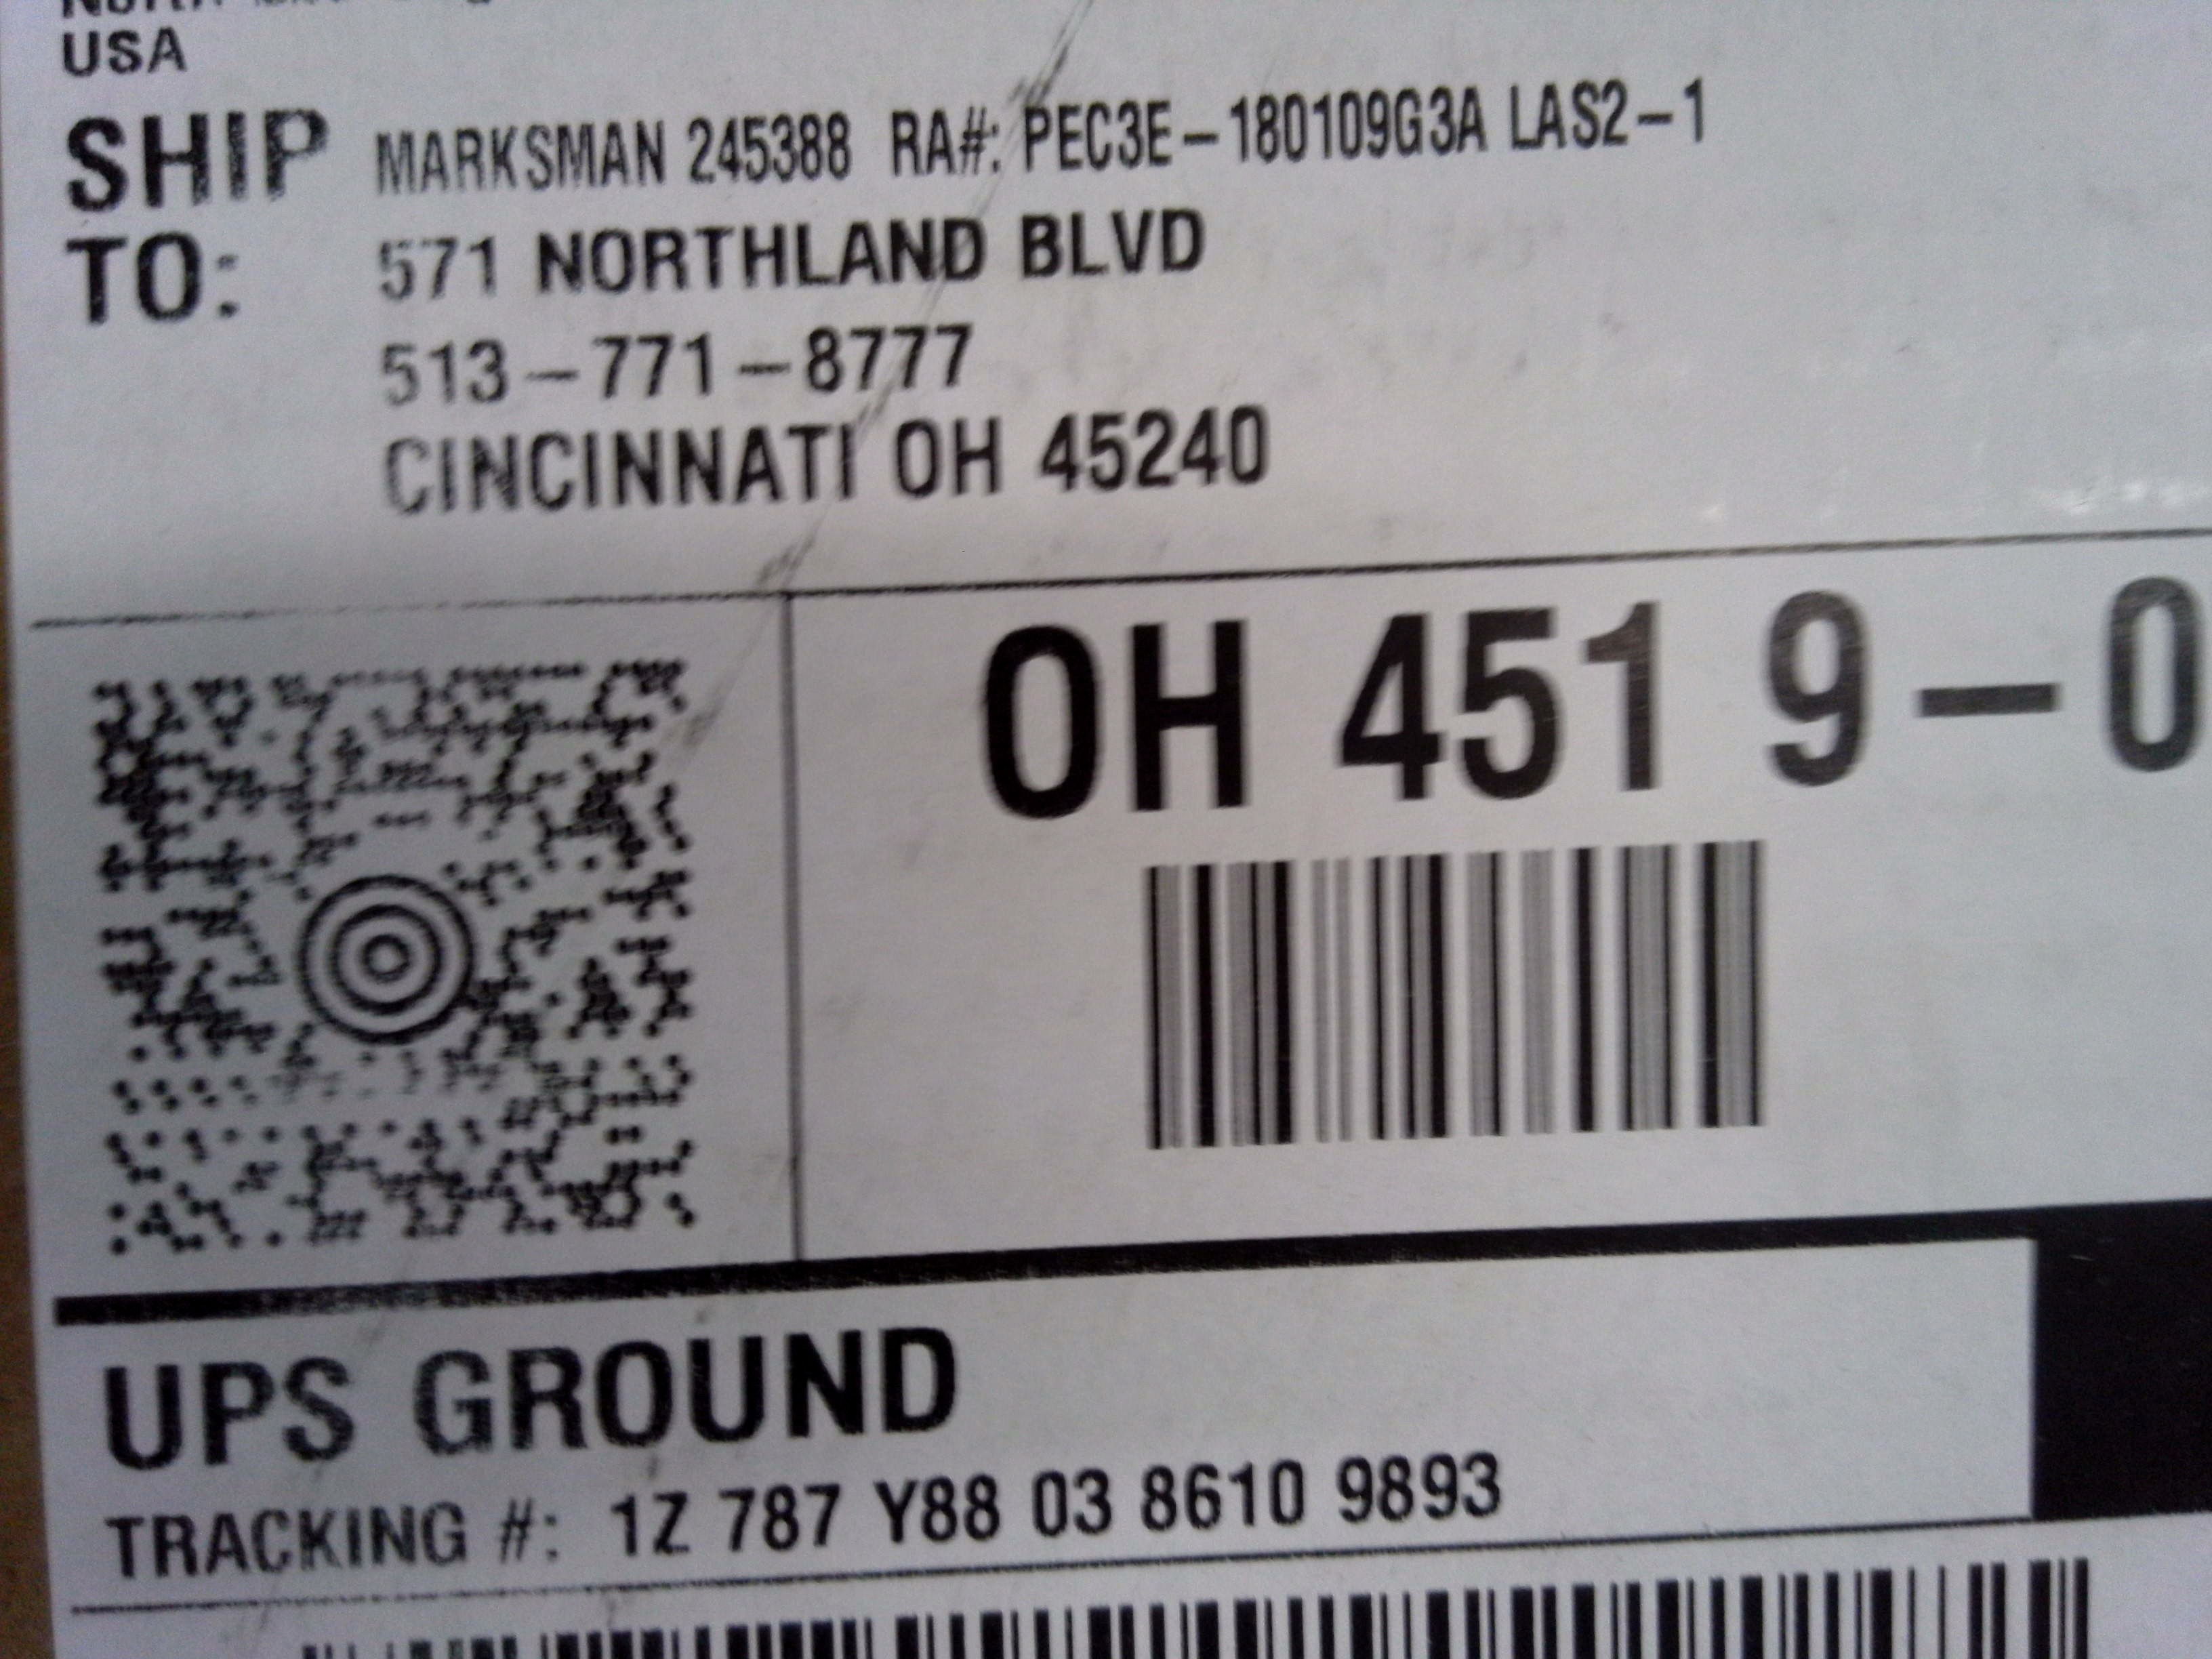 USA
SHIP TO: MARKSMAN 245388 RA#: PEC3E-180109G3A LAS2-1
571 NORTHLAND BLVD
513-771-8777
CINCINNATI OH 45240
OH 451 9-0
UPS GROUND
TRACKING #: 1Z 787 Y88 03 8610 9893